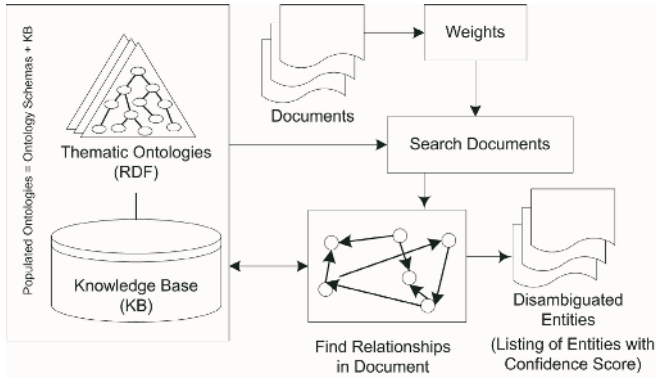 Populated Ontologies = Ontology Schemas + KB
Thematic Ontologies
(RDF)
Knowledge Base
(KB)
Documents
Weights
Search Documents
Find Relationships
in Document
Disambiguated
Entities
(Listing of Entities with
Confidence Score)